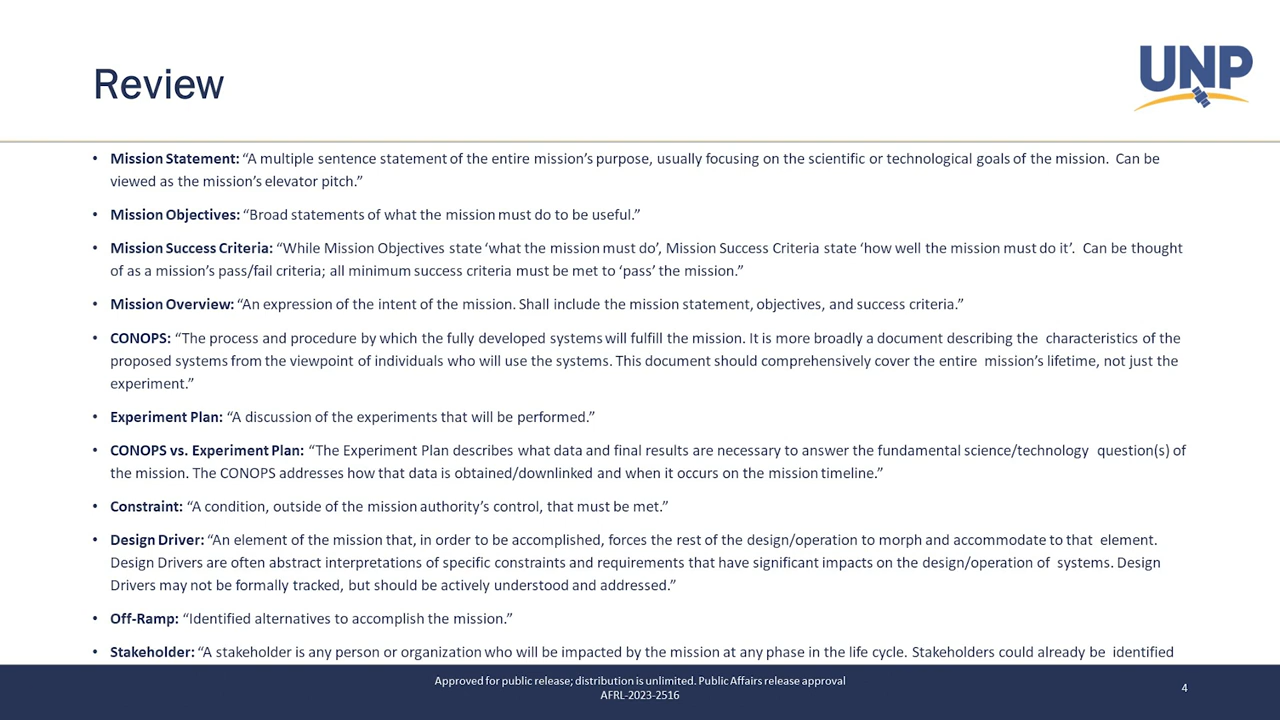 Review
UNP
• Mission Statement: “A multiple sentence statement of the entire mission’s purpose, usually focusing on the scientific or technological goals of the mission. Can be
viewed as the mission’s elevator pitch.”
• Mission Objectives: “Broad statements of what the mission must do to be useful.”
• Mission Success Criteria: “While Mission Objectives state ‘what the mission must do’, Mission Success Criteria state ‘how well the mission must do it’. Can be thought
of as a mission’s pass/fail criteria; all minimum success criteria must be met to ‘pass’ the mission.”
• Mission Overview: “An expression of the intent of the mission. Shall include the mission statement, objectives, and success criteria.”
• CONOPS: “The process and procedure by which the fully developed systems will fulfill the mission. It is more broadly a document describing the characteristics of the
proposed systems from the viewpoint of individuals who will use the systems. This document should comprehensively cover the entire mission’s lifetime, not just the
experiment.”
• Experiment Plan: “A discussion of the experiments that will be performed.”
• CONOPS vs. Experiment Plan: “The Experiment Plan describes what data and final results are necessary to answer the fundamental science/technology question(s) of
the mission. The CONOPS addresses how that data is obtained/downlinked and when it occurs on the mission timeline.”
• Constraint: “A condition, outside of the mission authority’s control, that must be met.”
• Design Driver: “An element of the mission that, in order to be accomplished, forces the rest of the design/operation to morph and accommodate to that element.
Design Drivers are often abstract interpretations of specific constraints and requirements that have significant impacts on the design/operation of systems. Design
Drivers may not be formally tracked, but should be actively understood and addressed.”
• Off-Ramp: “Identified alternatives to accomplish the mission.”
• Stakeholder: “A stakeholder is any person or organization who will be impacted by the mission at any phase in the life cycle. Stakeholders could already be identified
Approved for public release; distribution is unlimited. Public Affairs release approval
AFRL-2023-2516
4